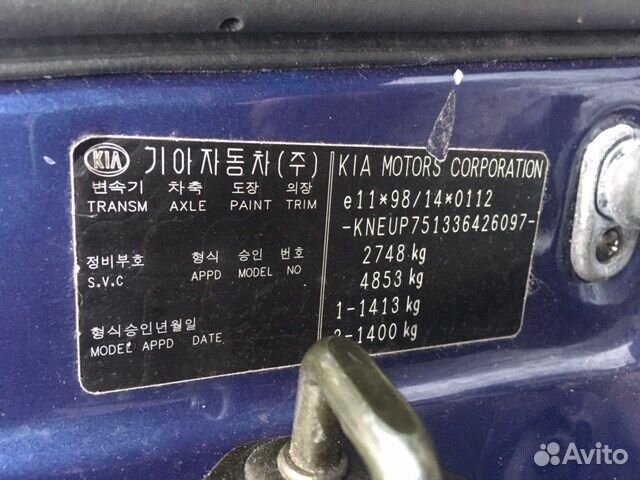 KIA 기아자동차(주)
변속기 차축 도장 의장
TRANSM AXLE PAINT TRIM
정비부호 형식 승인 번호
S.V.C APPD MODEL NO
형식승인년월일
MODEL APPD DATE
KIA MOTORS CORPORATION
e11*98/14*0112
-KNEUP751336426097-
2748 kg
4853 kg
1-1413 kg
2-1400 kg
Avito